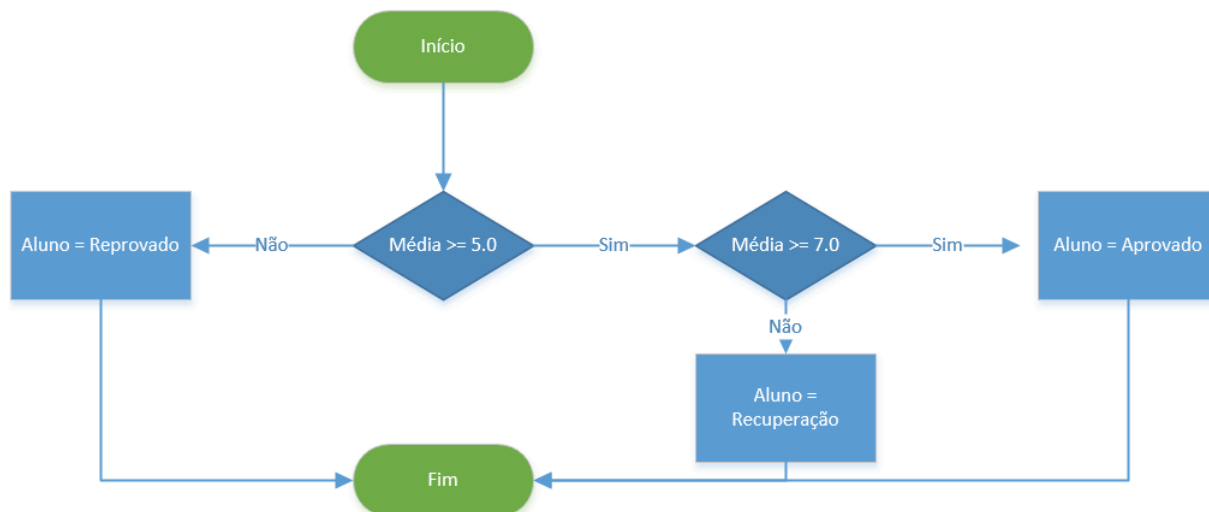 Início
Aluno = Reprovado
Não
Média >= 5.0
Sim
Média >= 7.0
Sim
Aluno = Aprovado
Não
Aluno =
Recuperação
Fim